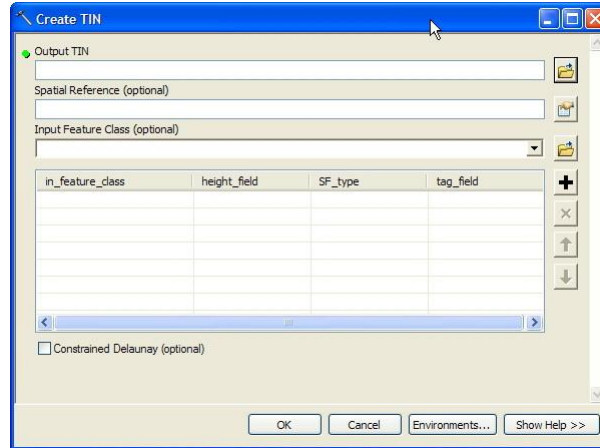 Create TIN
Output TIN
Spatial Reference (optional)
Input Feature Class (optional)
in_feature_class height_field SF_type tag_field
Constrained Delaunay (optional)
OK Cancel Environments... Show Help >>